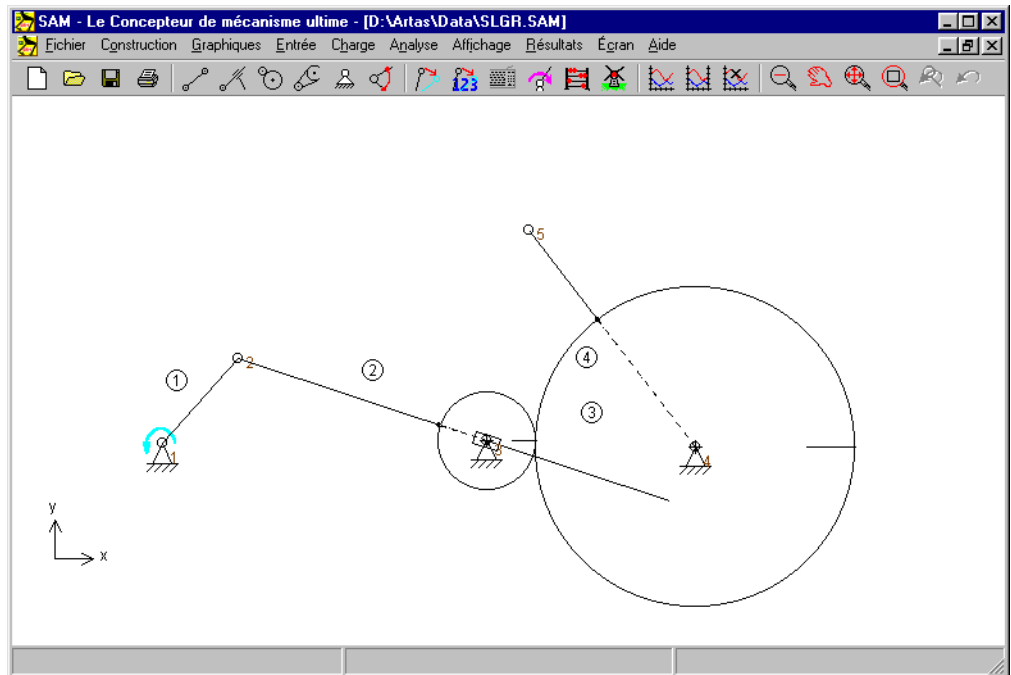 SAM - Le Concepteur de mécanisme ultime - [D:\Artas\Data\SLGR.SAM]
Fichier Construction Graphiques Entrée Charge Analyse Affichage Résultats Écran Aide
123
5
2
1
2
4
3
1
3
4
y
x